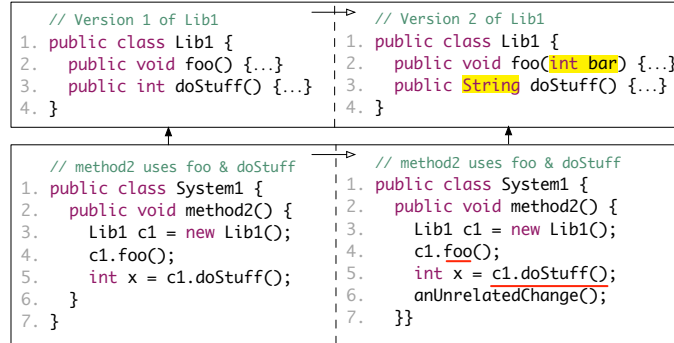 // Version 1 of Lib1
1. public class Lib1 {
2. public void foo() {...}
3. public int doStuff() {...}
4. }
// Version 2 of Lib1
1. public class Lib1 {
2. public void foo(int bar) {...}
3. public String doStuff() {...}
4. }
// method2 uses foo & doStuff
1. public class System1 {
2. public void method2() {
3. Lib1 c1 = new Lib1();
4. c1.foo();
5. int x = c1.doStuff();
6. }
7. }
// method2 uses foo & doStuff
1. public class System1 {
2. public void method2() {
3. Lib1 c1 = new Lib1();
4. c1.foo();
5. int x = c1.doStuff();
6. anUnrelatedChange();
7. }}